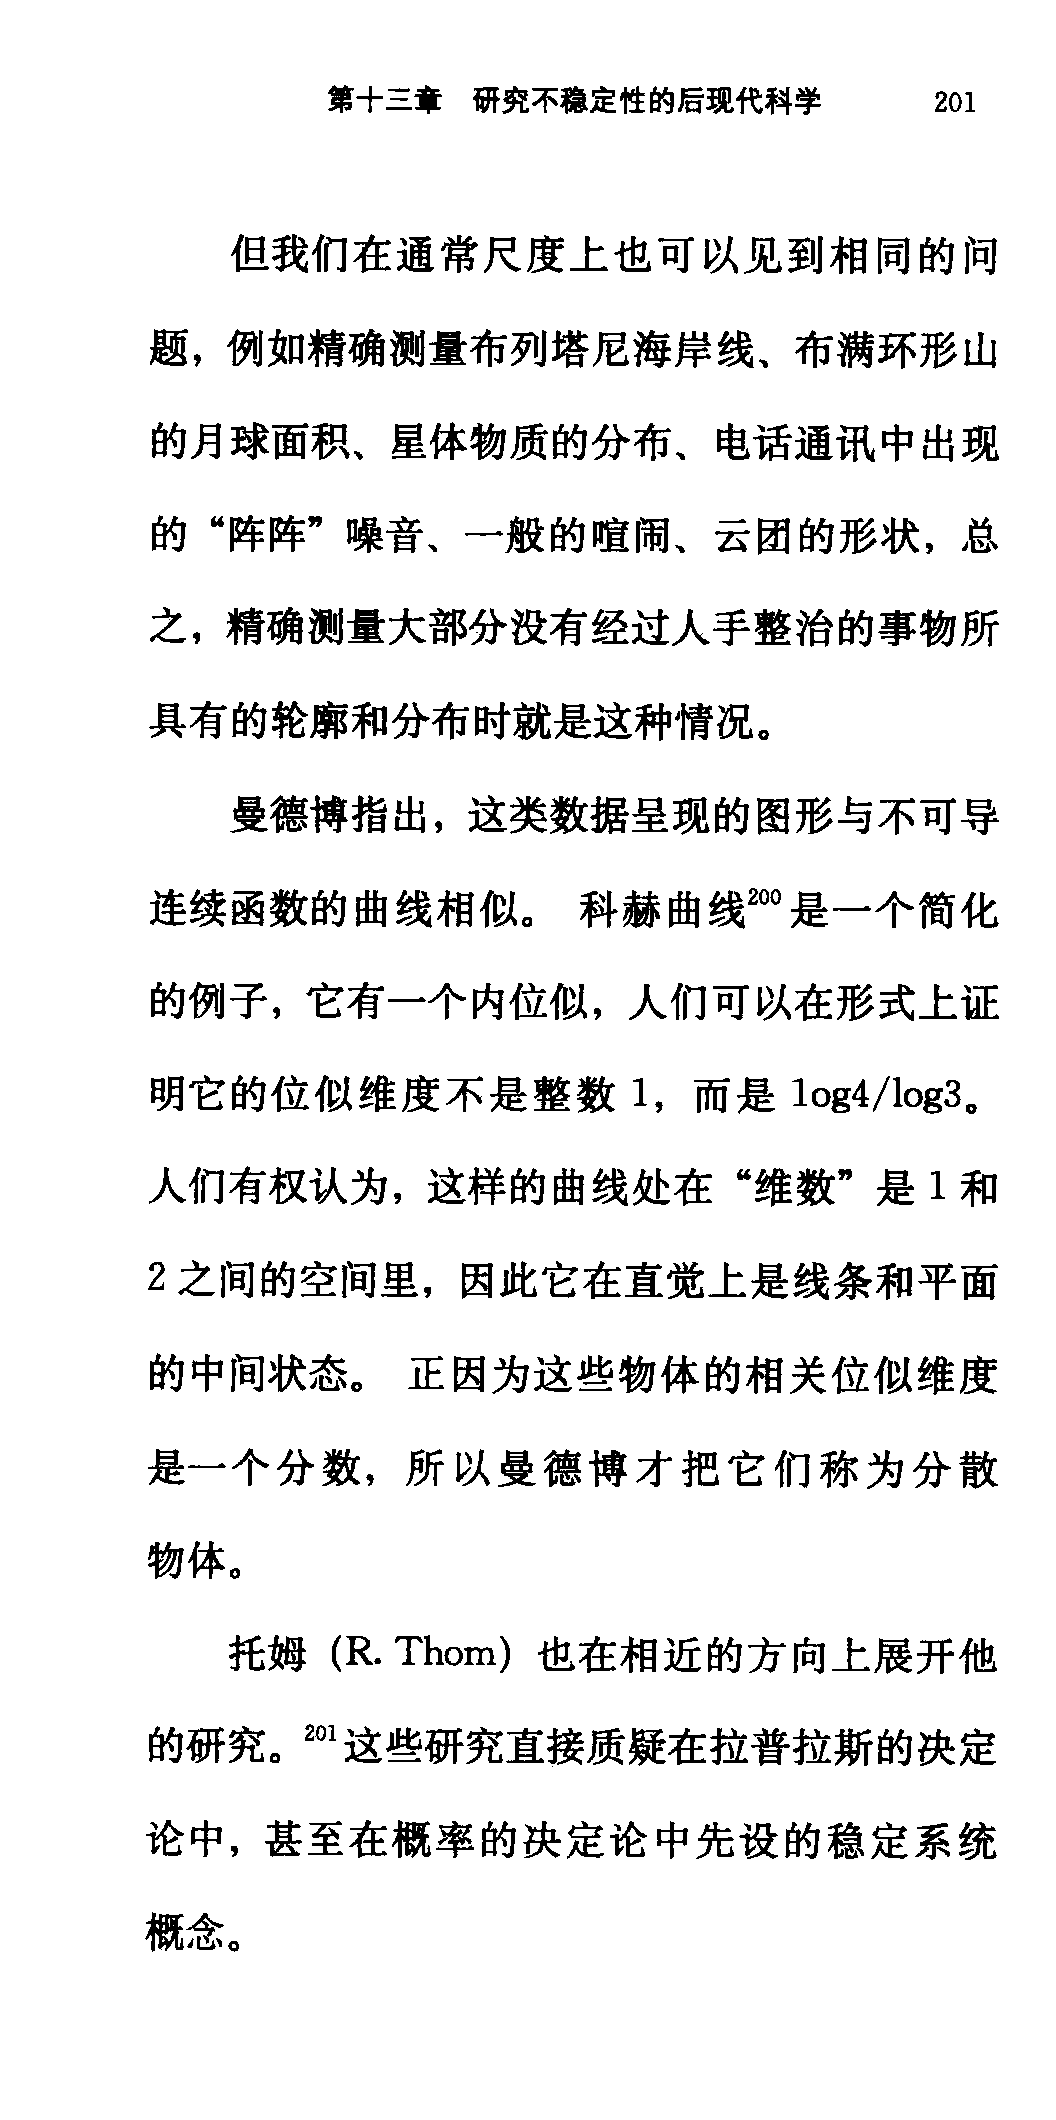 第十三章　研究不稳定性的后现代科学　201
但我们在通常尺度上也可以见到相同的问
题，例如精确测量布列塔尼海岸线、布满环形山
的月球面积、星体物质的分布、电话通讯中出现
的“阵阵”噪音、一般的喧闹、云团的形状，总
之，精确测量大部分没有经过人手整治的事物所
具有的轮廓和分布时就是这种情况。
曼德博指出，这类数据呈现的图形与不可导
连续函数的曲线相似。 科赫曲线²⁰⁰是一个简化
的例子，它有一个内位似，人们可以在形式上证
明它的位似维度不是整数 1，而是 log4/log3。
人们有权认为，这样的曲线处在“维数”是 1 和
2 之间的空间里，因此它在直觉上是线条和平面
的中间状态。 正因为这些物体的相关位似维度
是一个分数，所以曼德博才把它们称为分散
物体。
托姆（R. Thom）也在相近的方向上展开他
的研究。²⁰¹这些研究直接质疑在拉普拉斯的决定
论中，甚至在概率的决定论中先设的稳定系统
概念。